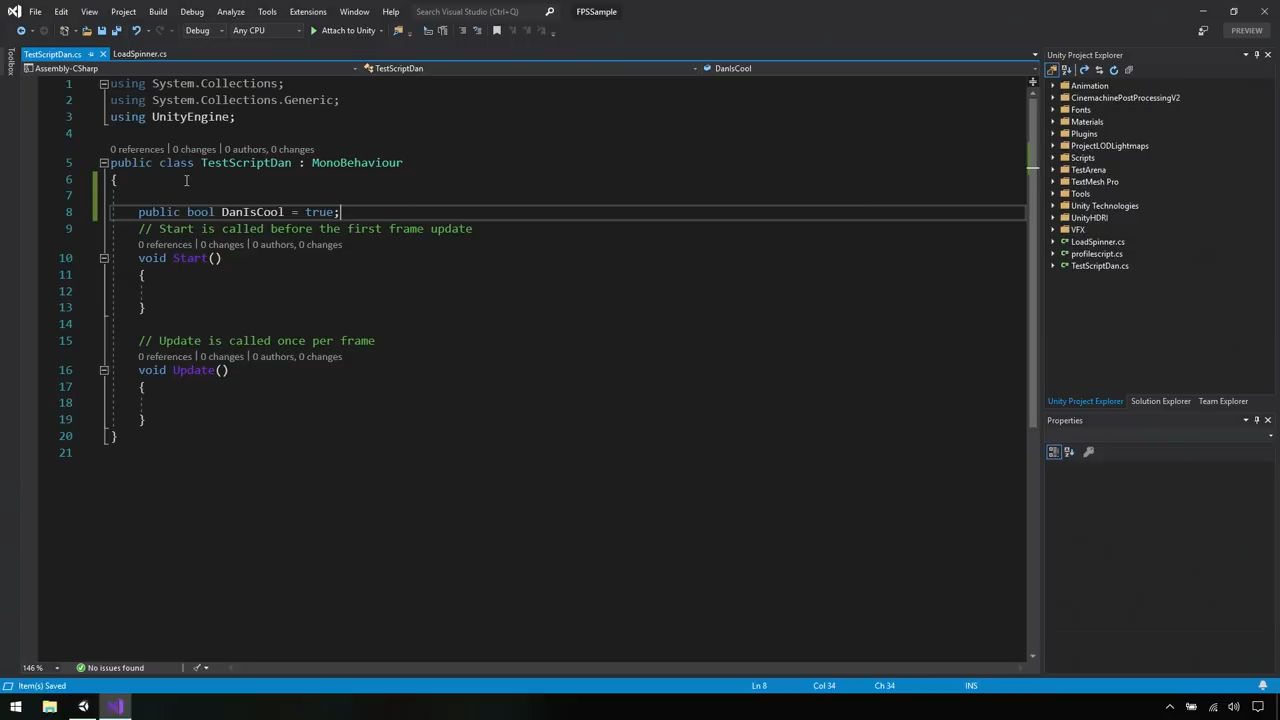 File Edit View Project Build Debug Analyze Tools Extensions Window Help Search Visual Studio (Ctrl+Q) FPSSample
Debug Any CPU Attach to Unity PREVIEW
Toolbox
TestScriptDan.cs LoadSpinner.cs
Assembly-CSharp TestScriptDan DanIsCool
1 using System.Collections;
2 using System.Collections.Generic;
3 using UnityEngine;
4
0 references | 0 changes | 0 authors, 0 changes
5 public class TestScriptDan : MonoBehaviour
6 {
7
8 public bool DanIsCool = true;
9 // Start is called before the first frame update
0 references | 0 changes | 0 authors, 0 changes
10 void Start()
11 {
12
13 }
14
15 // Update is called once per frame
0 references | 0 changes | 0 authors, 0 changes
16 void Update()
17 {
18
19 }
20 }
21
146 % No issues found
Unity Project Explorer
Animation
CinemachinePostProcessingV2
Fonts
Materials
Plugins
ProjectLODLightmaps
Scripts
TestArena
TextMesh Pro
Tools
Unity Technologies
UnityHDRI
VFX
LoadSpinner.cs
profilescript.cs
TestScriptDan.cs
Unity Project Explorer Solution Explorer Team Explorer
Properties
Item(s) Saved Ln 8 Col 34 Ch 34 INS